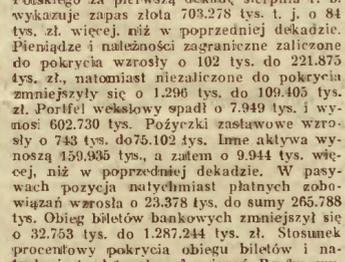 Polskiego za pierwszą dekadę sierpnia r. b.
wykazuje zapas złota 703.278 tys. t. j. o 84
tys. zł. więcej, niż w poprzedniej dekadzie.
Pieniądze i należności zagraniczne zaliczone
do pokrycia wzrosły o 102 tys. do 221.875
tys. zł., natomiast niezaliczone do pokrycia
zmniejszyły się o 1.296 tys. do 109.405 tys.
zł. Portfel wekslowy spadł o 7.949 tys. i wy-
nosi 602.730 tys. Pożyczki zastawowe wzro-
sły o 743 tys. do75.102 tys. Inne aktywa wy-
noszą 159.935 tys., a zatem o 9.944 tys. wię-
cej, niż w poprzedniej dekadzie. W pasy-
wach pozycja natychmiast płatnych zobo-
wiązań wzrosła o 23.378 tys. do sumy 265.788
tys. Obieg biletów bankowych zmniejszył się
o 32.753 tys. do 1.287.244 tys. zł. Stosunek
procentowy pokrycia obiegu biletów i na-